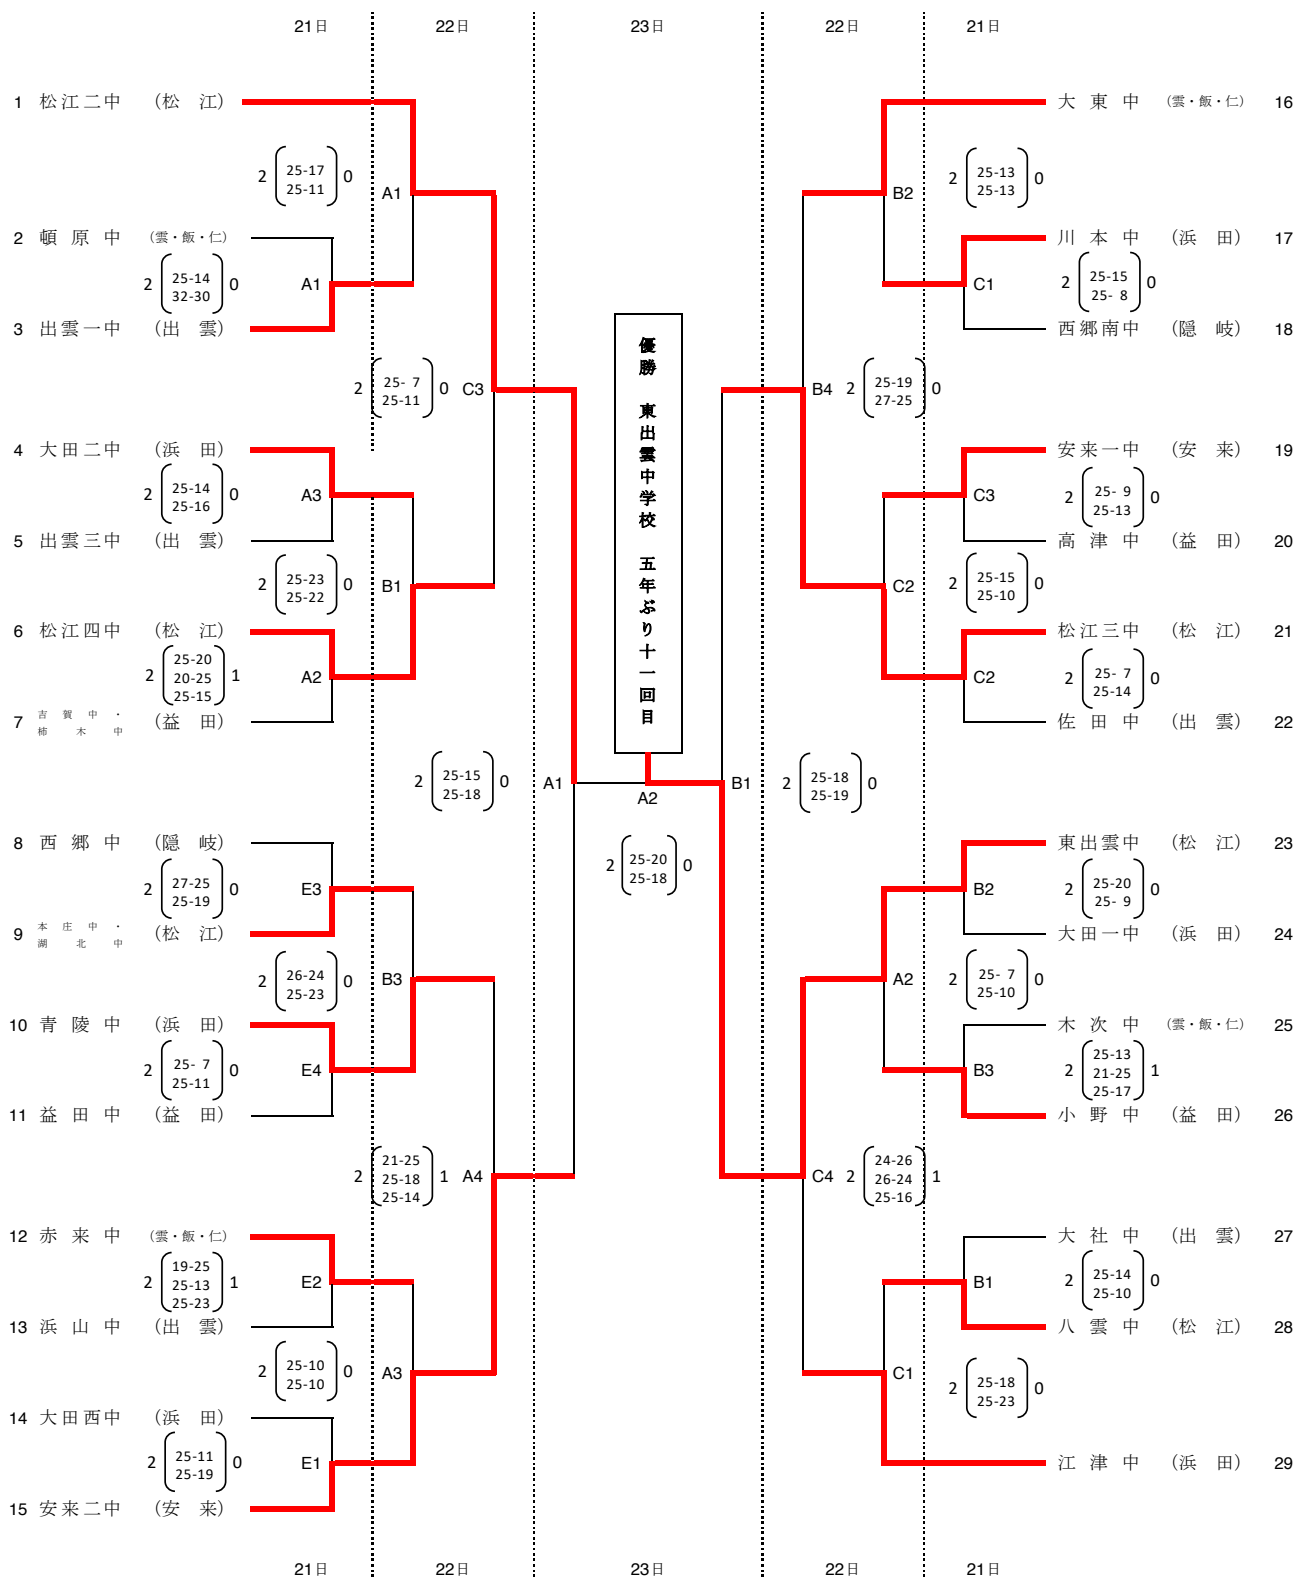 21日 22日 23日 22日 21日
1 松江二中 (松 江)
2 ( 25-17 25-11 ) 0 A1
2 頓原中 (雲・飯・仁)
2 ( 25-14 32-30 ) 0 A1
3 出雲一中 (出 雲)
2 ( 25- 7 25-11 ) 0 C3
4 大田二中 (浜 田)
2 ( 25-14 25-16 ) 0 A3
5 出雲三中 (出 雲)
2 ( 25-23 25-22 ) 0 B1
6 松江四中 (松 江)
2 ( 25-20 20-25 25-15 ) 1 A2
7 吉賀中・柿木中 (益 田)
2 ( 25-15 25-18 ) 0 A1
8 西郷中 (隠 岐)
2 ( 27-25 25-19 ) 0 E3
9 本庄中・湖北中 (松 江)
2 ( 26-24 25-23 ) 0 B3
10 青陵中 (浜 田)
2 ( 25- 7 25-11 ) 0 E4
11 益田中 (益 田)
2 ( 21-25 25-18 25-14 ) 1 A4
12 赤来中 (雲・飯・仁)
2 ( 19-25 25-13 25-23 ) 1 E2
13 浜山中 (出 雲)
2 ( 25-10 25-10 ) 0 A3
14 大田西中 (浜 田)
2 ( 25-11 25-19 ) 0 E1
15 安来二中 (安 来)
優勝 東出雲中学校 五年ぶり十一回目
A2
2 ( 25-20 25-18 ) 0
大東中 (雲・飯・仁) 16
B2 2 ( 25-13 25-13 ) 0
川本中 (浜 田) 17
C1 2 ( 25-15 25- 8 ) 0
西郷南中 (隠 岐) 18
B4 2 ( 25-19 27-25 ) 0
安来一中 (安 来) 19
C3 2 ( 25- 9 25-13 ) 0
高津中 (益 田) 20
C2 2 ( 25-15 25-10 ) 0
松江三中 (松 江) 21
C2 2 ( 25- 7 25-14 ) 0
佐田中 (出 雲) 22
B1 2 ( 25-18 25-19 ) 0
東出雲中 (松 江) 23
B2 2 ( 25-20 25- 9 ) 0
大田一中 (浜 田) 24
A2 2 ( 25- 7 25-10 ) 0
木次中 (雲・飯・仁) 25
B3 2 ( 25-13 21-25 25-17 ) 1
小野中 (益 田) 26
C4 2 ( 24-26 26-24 25-16 ) 1
大社中 (出 雲) 27
B1 2 ( 25-14 25-10 ) 0
八雲中 (松 江) 28
C1 2 ( 25-18 25-23 ) 0
江津中 (浜 田) 29
21日 22日 23日 22日 21日